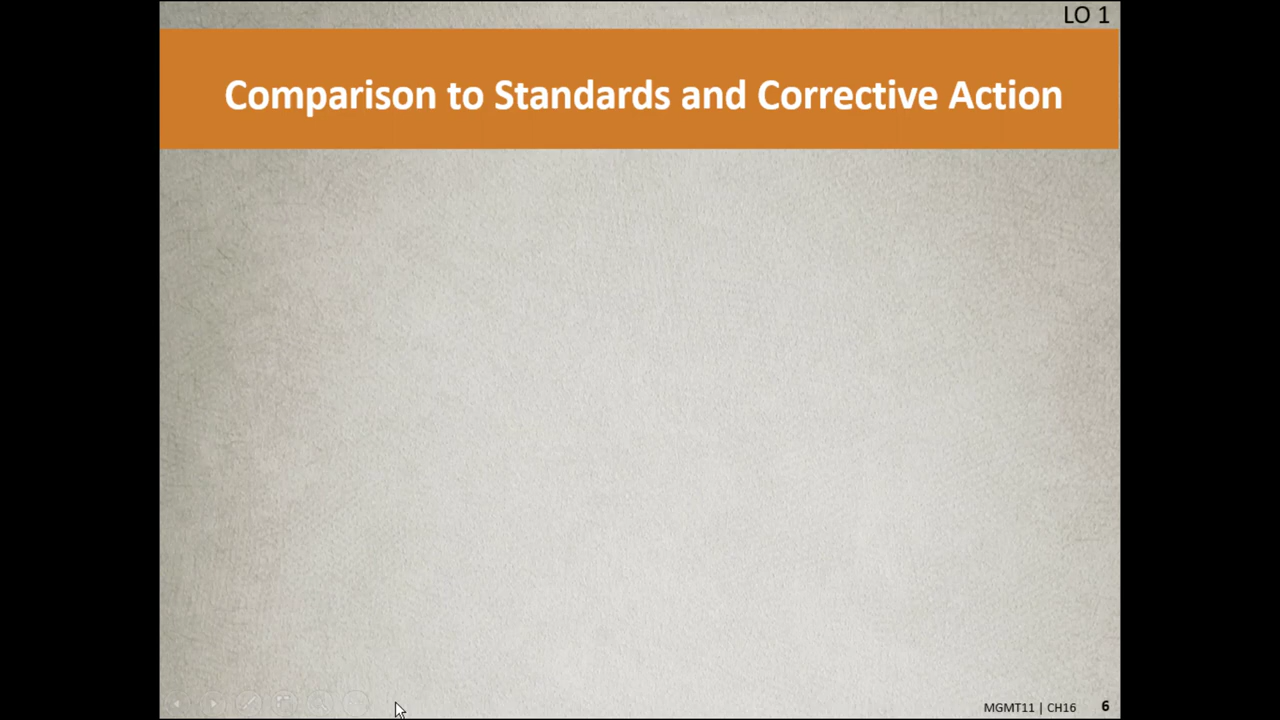 LO 1
Comparison to Standards and Corrective Action
MGMT11 | CH16 6